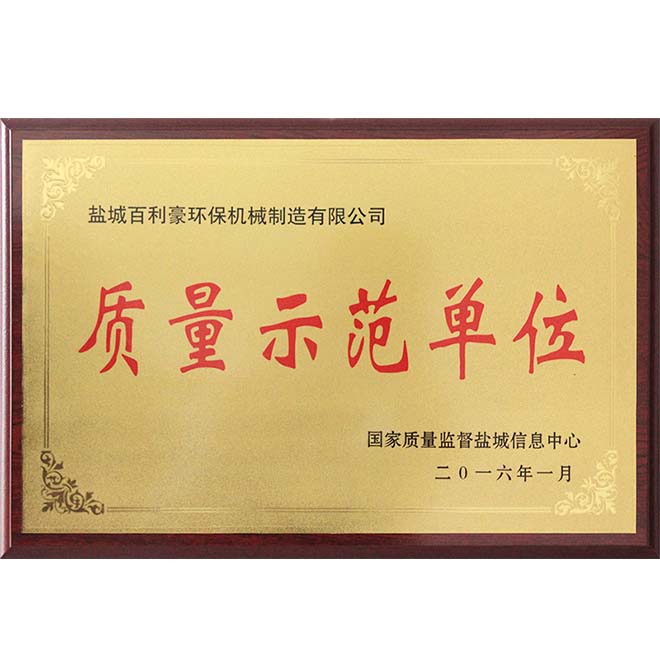 盐城百利豪环保机械制造有限公司
质量示范单位
国家质量监督盐城信息中心
二0一六年一月